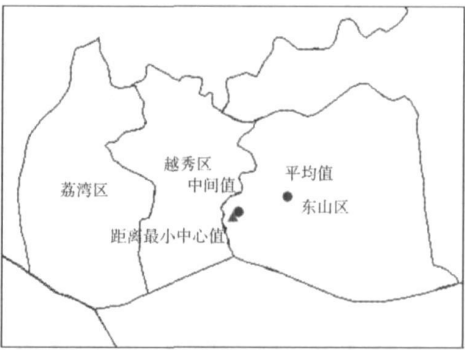 越秀区
平均值
荔湾区
中间值
东山区
距离最小中心值